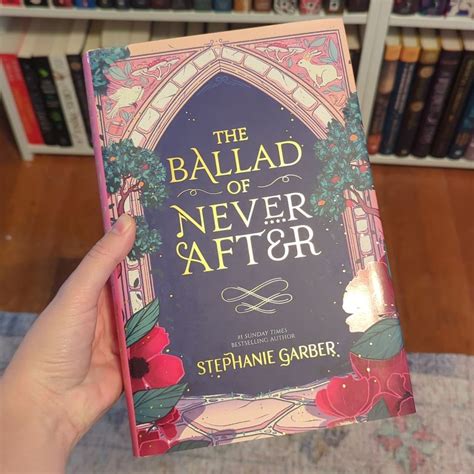 THE
BALLAD
OF
NEVER
AFTER
#1 SUNDAY TIMES
BESTSELLING AUTHOR
STEPHANIE GARBER